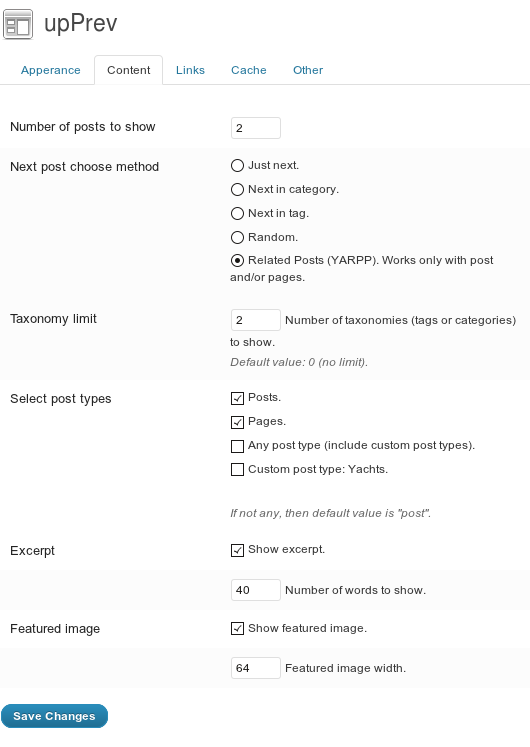 upPrev
Apperance Content Links Cache Other
Number of posts to show 2
Next post choose method Just next.
Next in category.
Next in tag.
Random.
Related Posts (YARPP). Works only with post
and/or pages.
Taxonomy limit 2 Number of taxonomies (tags or categories)
to show.
Default value: 0 (no limit).
Select post types Posts.
Pages.
Any post type (include custom post types).
Custom post type: Yachts.
If not any, then default value is "post".
Excerpt Show excerpt.
40 Number of words to show.
Featured image Show featured image.
64 Featured image width.
Save Changes